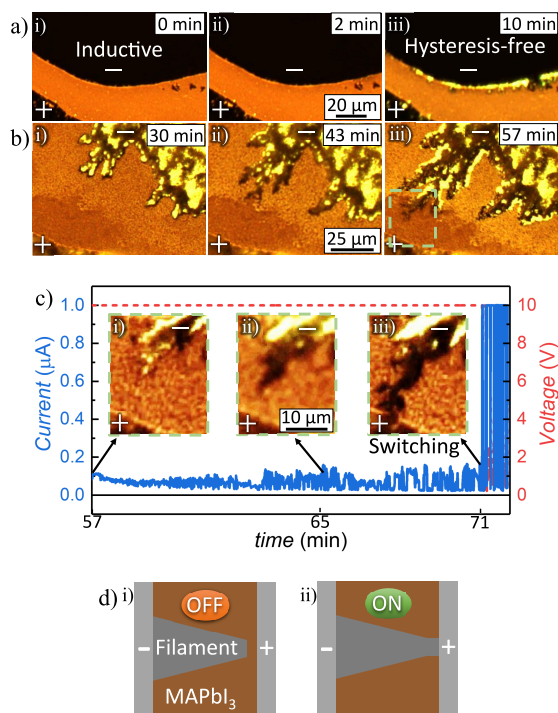 a) i) 0 min ii) 2 min iii) 10 min
Inductive Hysteresis-free
− − −
+ + 20 μm +
b) i) − 30 min ii) − 43 min iii) − 57 min
+ + 25 μm +
c)
1.0 10
0.8 8
0.6 6
0.4 4
0.2 2
0.0 0
Current (μA)
Voltage (V)
i) − ii) − iii) −
+ + 10 μm +
Switching
57 65 71
time (min)
d) i) ii)
OFF ON
- Filament + - +
MAPbI₃